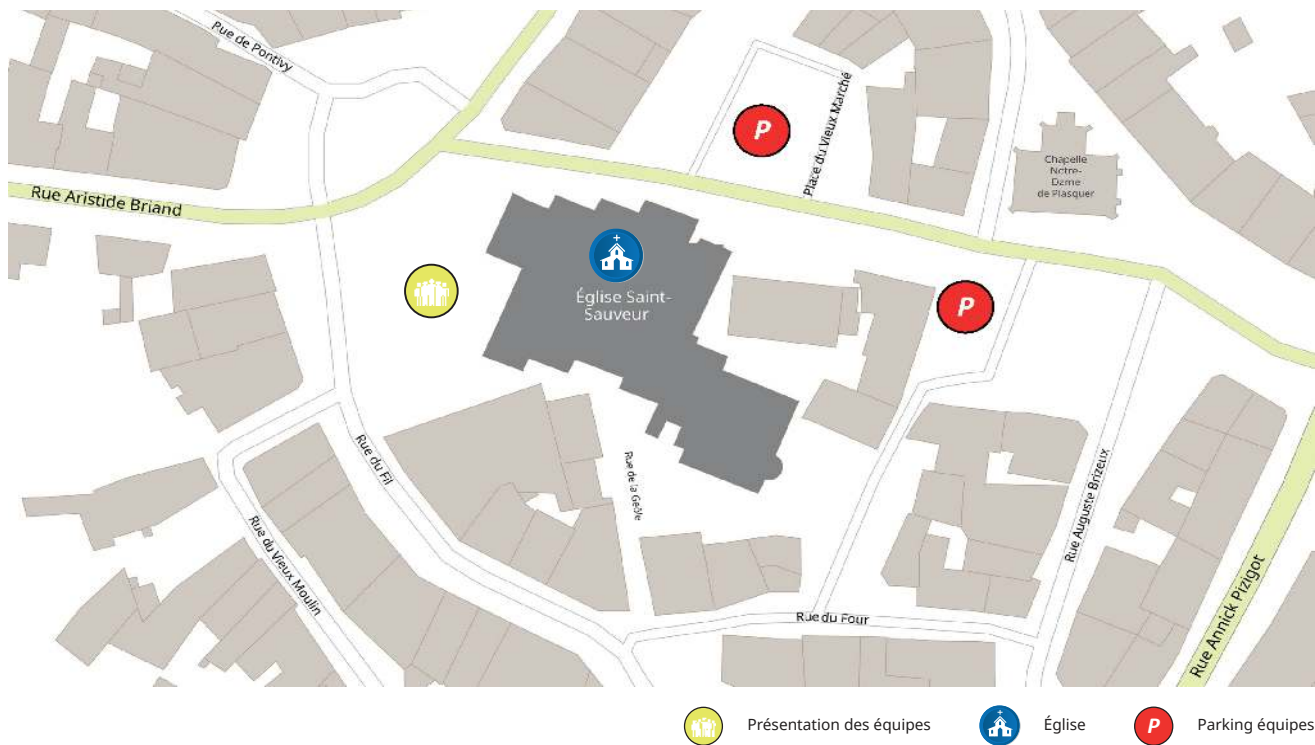 Rue de Pontivy
Place du Vieux Marché
P
Rue Aristide Briand
Chapelle
Notre-
Dame
de Plasquer
Église Saint-
Sauveur
P
Rue du Fil
Rue de la Geôle
Rue Auguste Brizeux
Rue du Vieux Moulin
Rue du Four
Rue Annick Pizigot
Présentation des équipes
Église
P
Parking équipes